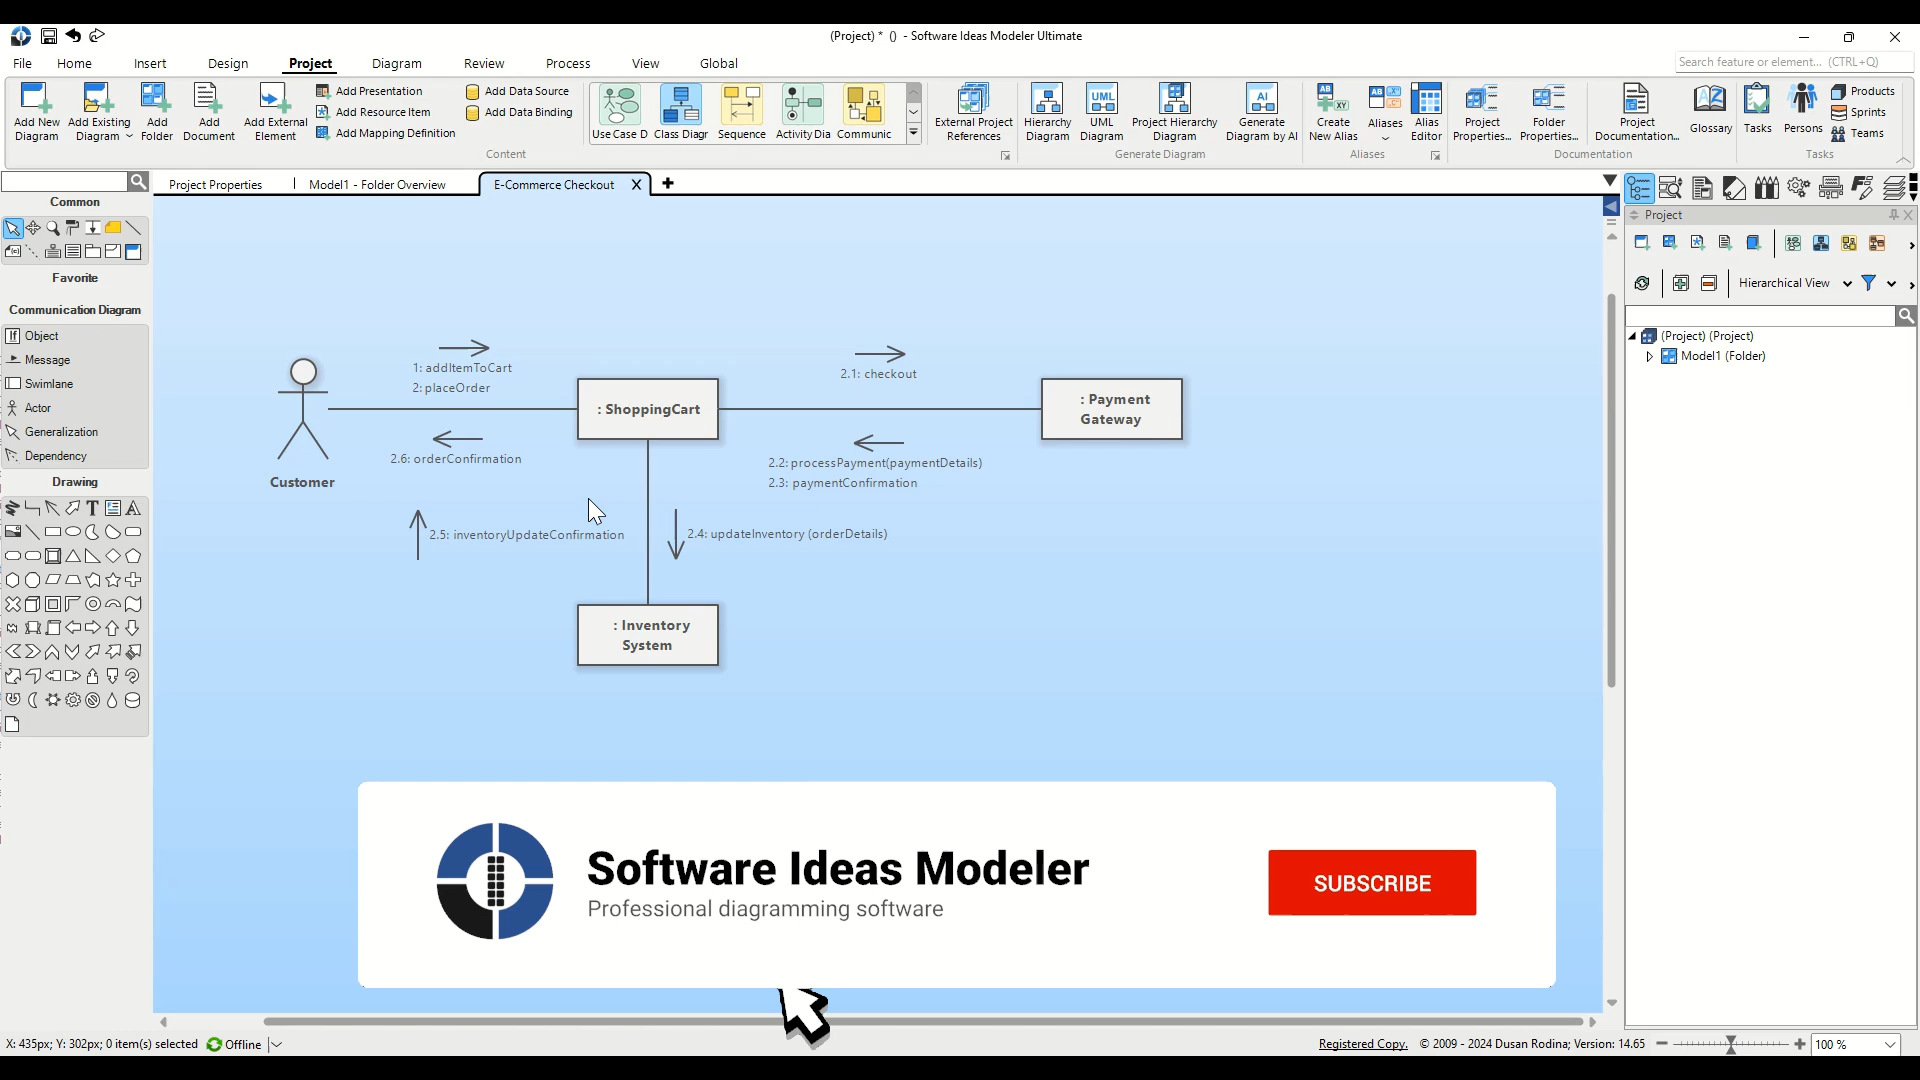 (Project) * () - Software Ideas Modeler Ultimate
File Home Insert Design Project Diagram Review Process View Global
Search feature or element... (CTRL+Q)
Add New Diagram
Add Existing Diagram
Add Folder
Add Document
Add External Element
Add Presentation
Add Resource Item
Add Mapping Definition
Add Data Source
Add Data Binding
Content
Use Case D
Class Diagr
Sequence
Activity Dia
Communic
External Project References
Hierarchy Diagram
UML Diagram
Project Hierarchy Diagram
Generate Diagram by AI
Generate Diagram
Create New Alias
Aliases
Alias Editor
Aliases
Project Properties...
Folder Properties...
Project Documentation...
Glossary
Documentation
Tasks
Persons
Products
Sprints
Teams
Tasks
Project Properties
Model1 - Folder Overview
E-Commerce Checkout
Common
Favorite
Communication Diagram
Object
Message
Swimlane
Actor
Generalization
Dependency
Drawing
1: addItemToCart
2: placeOrder
2.1: checkout
: ShoppingCart
: Payment
Gateway
2.6: orderConfirmation
2.2: processPayment(paymentDetails)
2.3: paymentConfirmation
Customer
2.5: inventoryUpdateConfirmation
2.4: updateInventory (orderDetails)
: Inventory
System
Software Ideas Modeler
Professional diagramming software
SUBSCRIBE
Project
Hierarchical View
(Project) (Project)
Model1 (Folder)
X: 435px; Y: 302px; 0 item(s) selected
Offline
Registered Copy.
© 2009 - 2024 Dusan Rodina; Version: 14.65
100 %